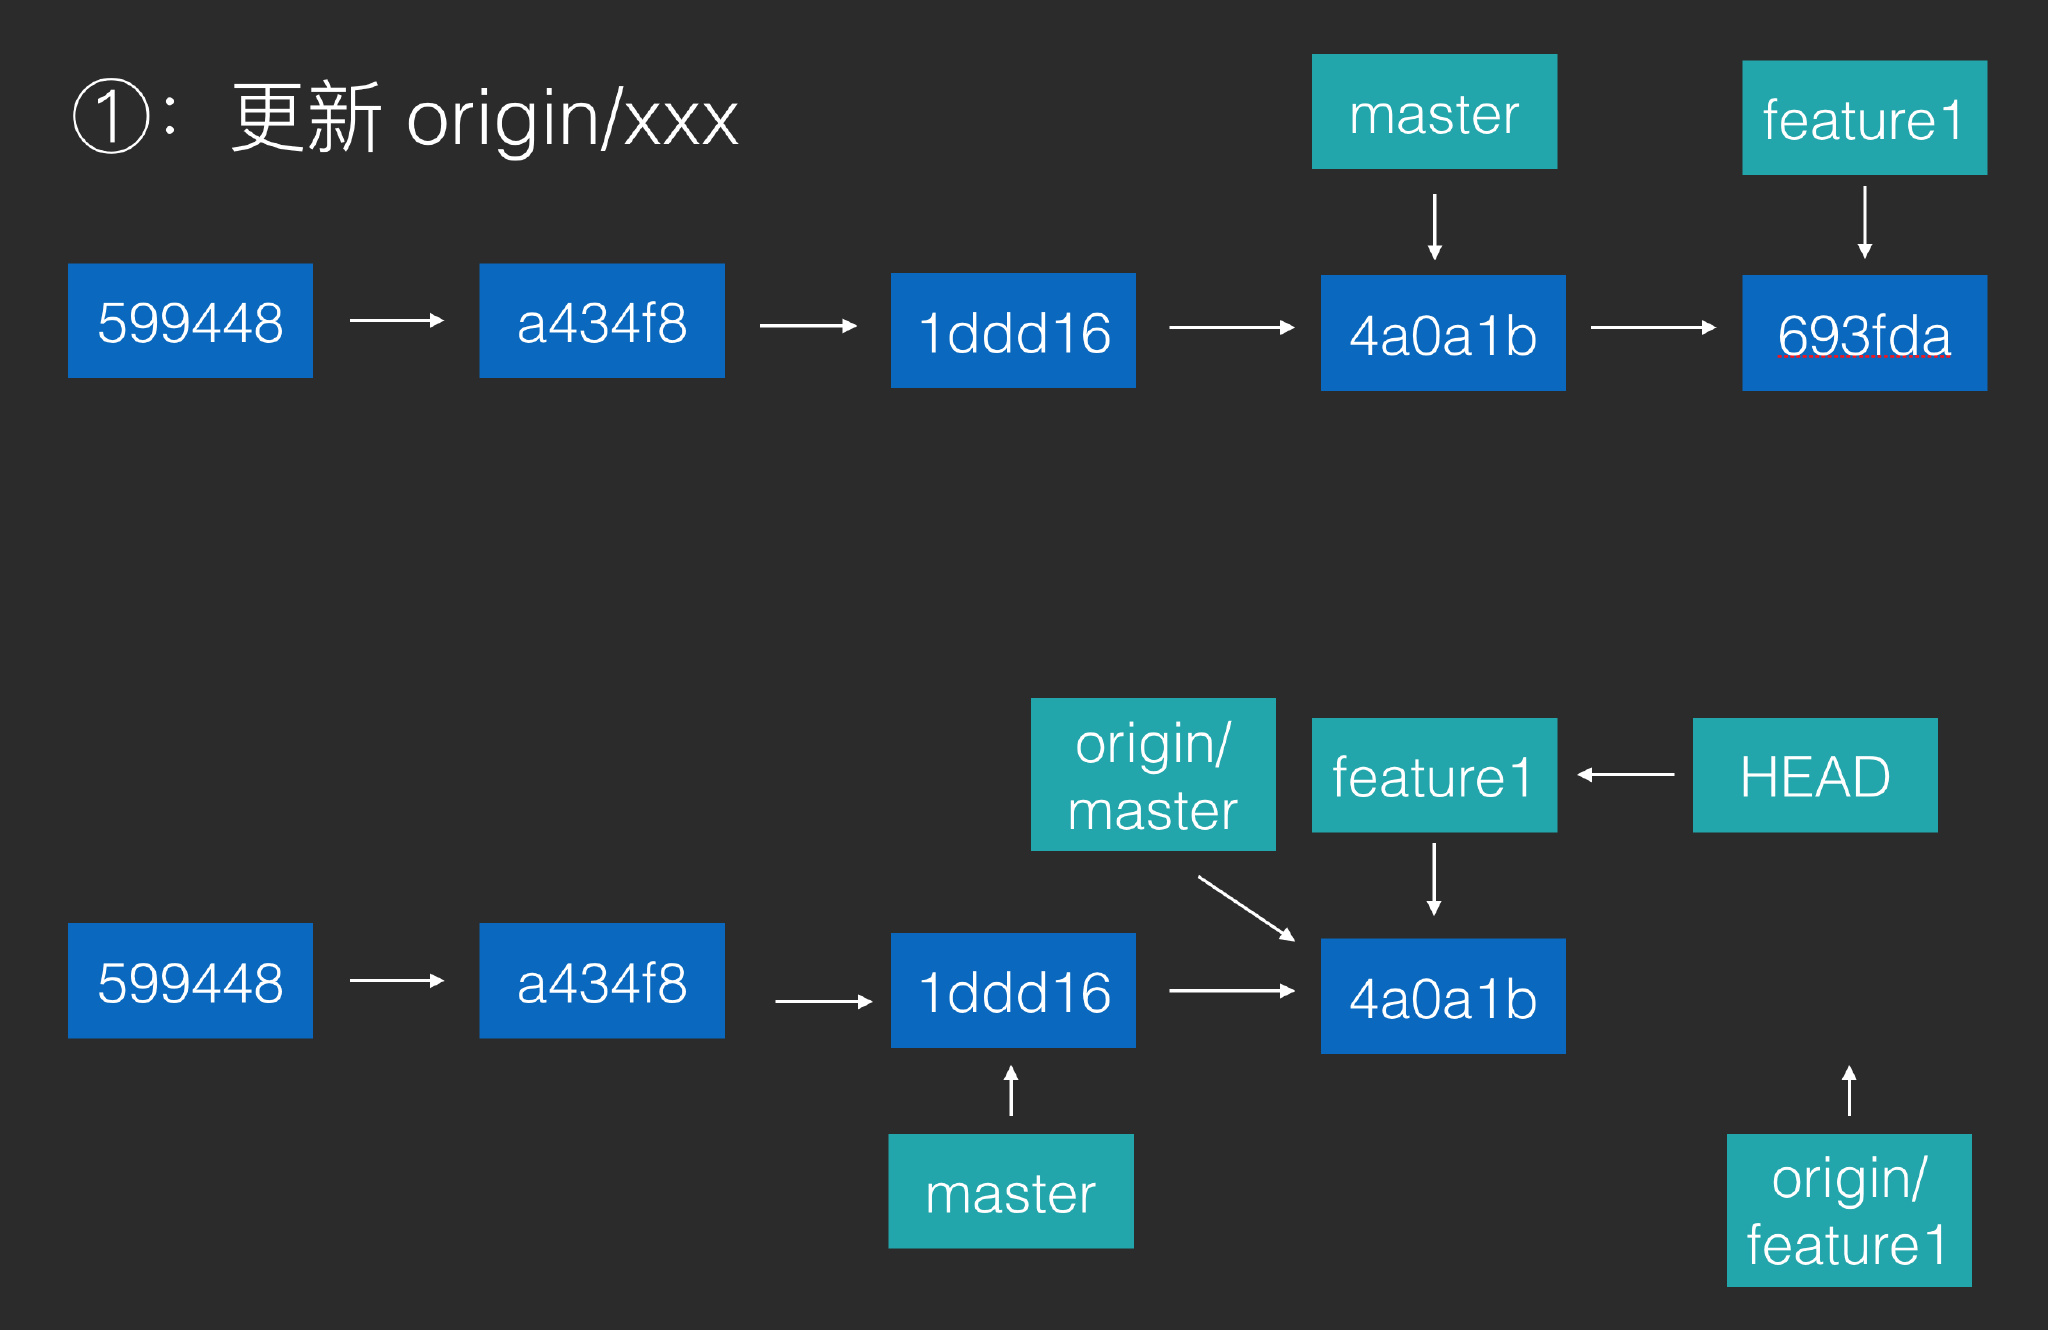 ①： 更新 origin/xxx
master
feature1
599448
a434f8
1ddd16
4a0a1b
693fda
origin/
master
feature1
HEAD
599448
a434f8
1ddd16
4a0a1b
master
origin/
feature1